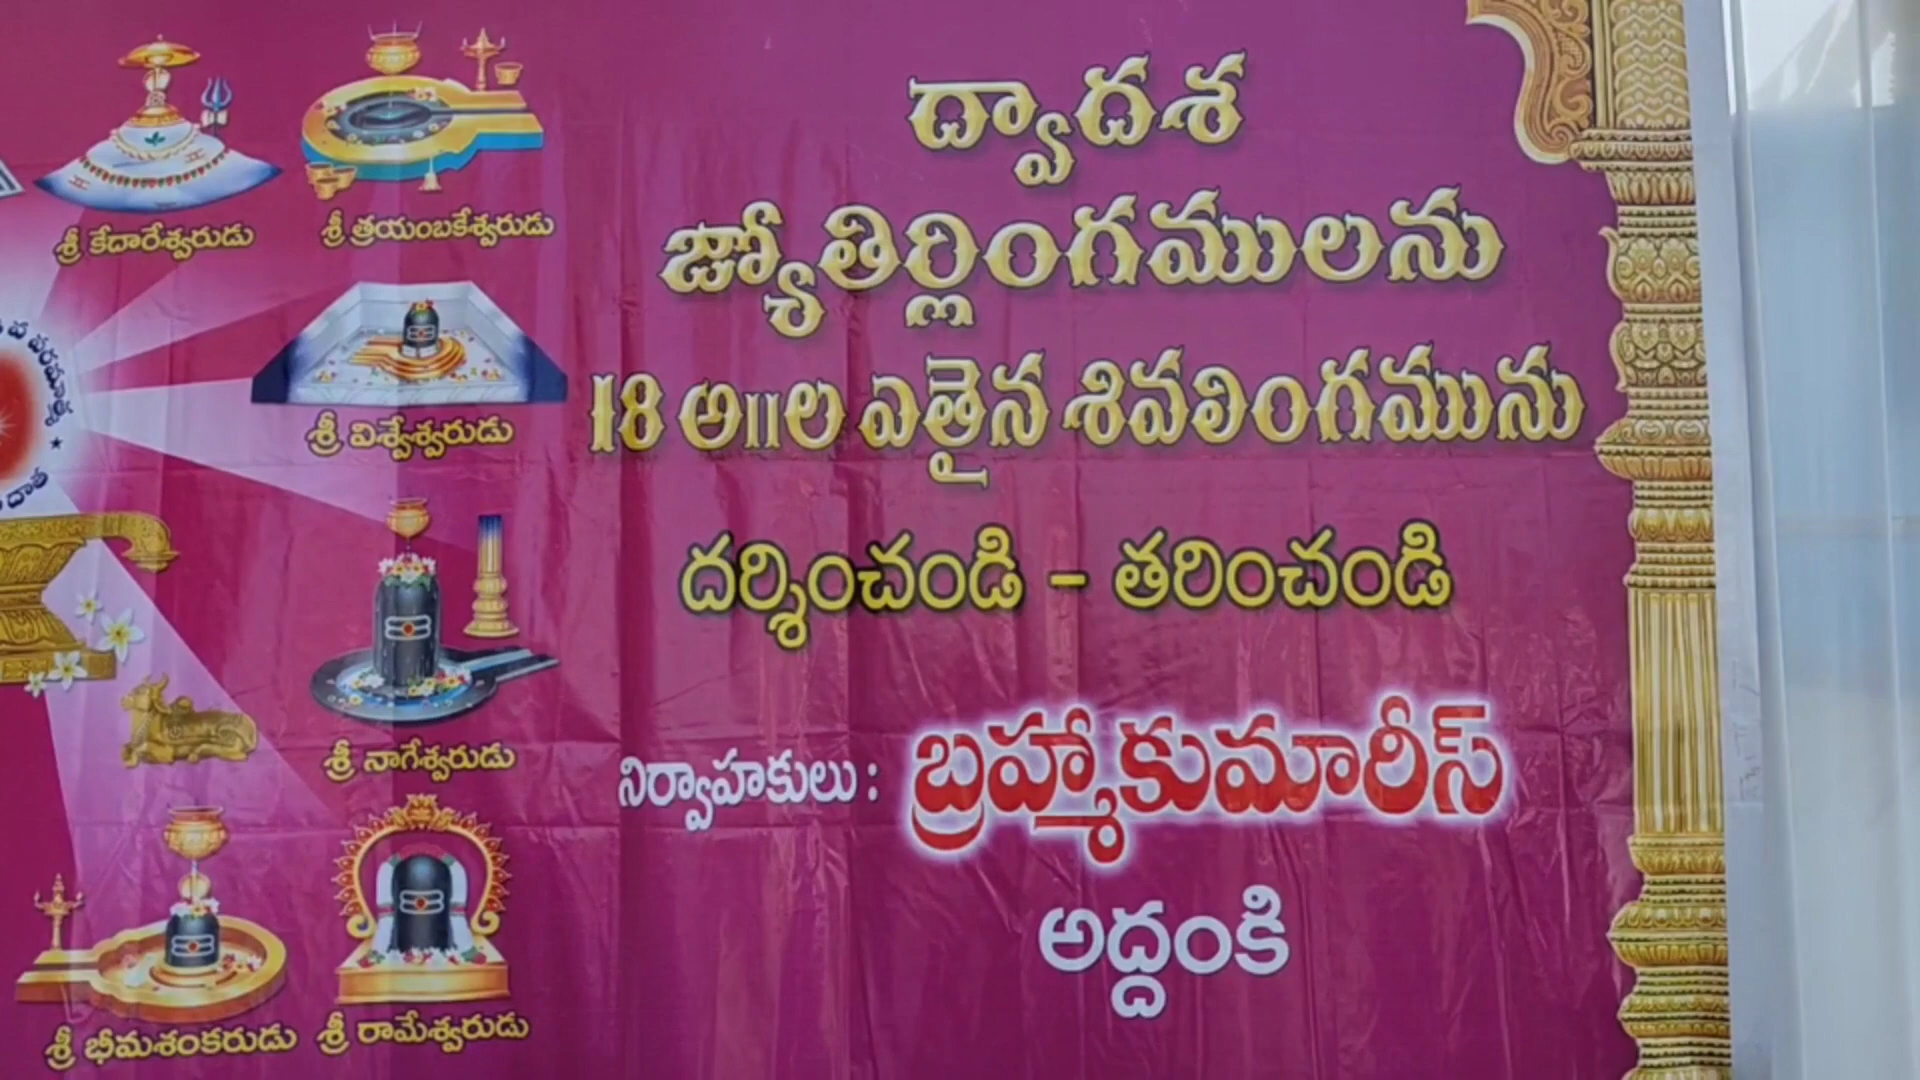 శ్రీ కేదారేశ్వరుడు
శ్రీ త్రయంబకేశ్వరుడు
శ్రీ విశ్వేశ్వరుడు
శ్రీ నాగేశ్వరుడు
శ్రీ భీమశంకరుడు
శ్రీ రామేశ్వరుడు
ద్వాదశ
జ్యోతిర్లింగములను
18 అ॥ల ఎతైన శివలింగమును
దర్శించండి - తరించండి
నిర్వాహకులు : బ్రహ్మాకుమారీస్
అద్దంకి